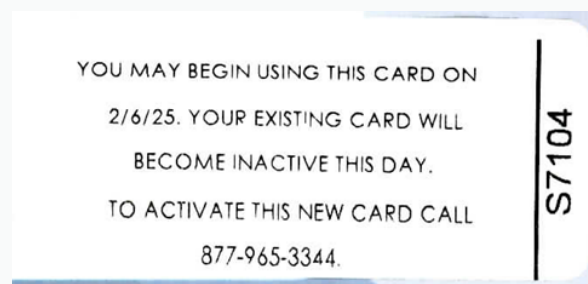 YOU MAY BEGIN USING THIS CARD ON
2/6/25. YOUR EXISTING CARD WILL
BECOME INACTIVE THIS DAY.
TO ACTIVATE THIS NEW CARD CALL
877-965-3344.
S7104